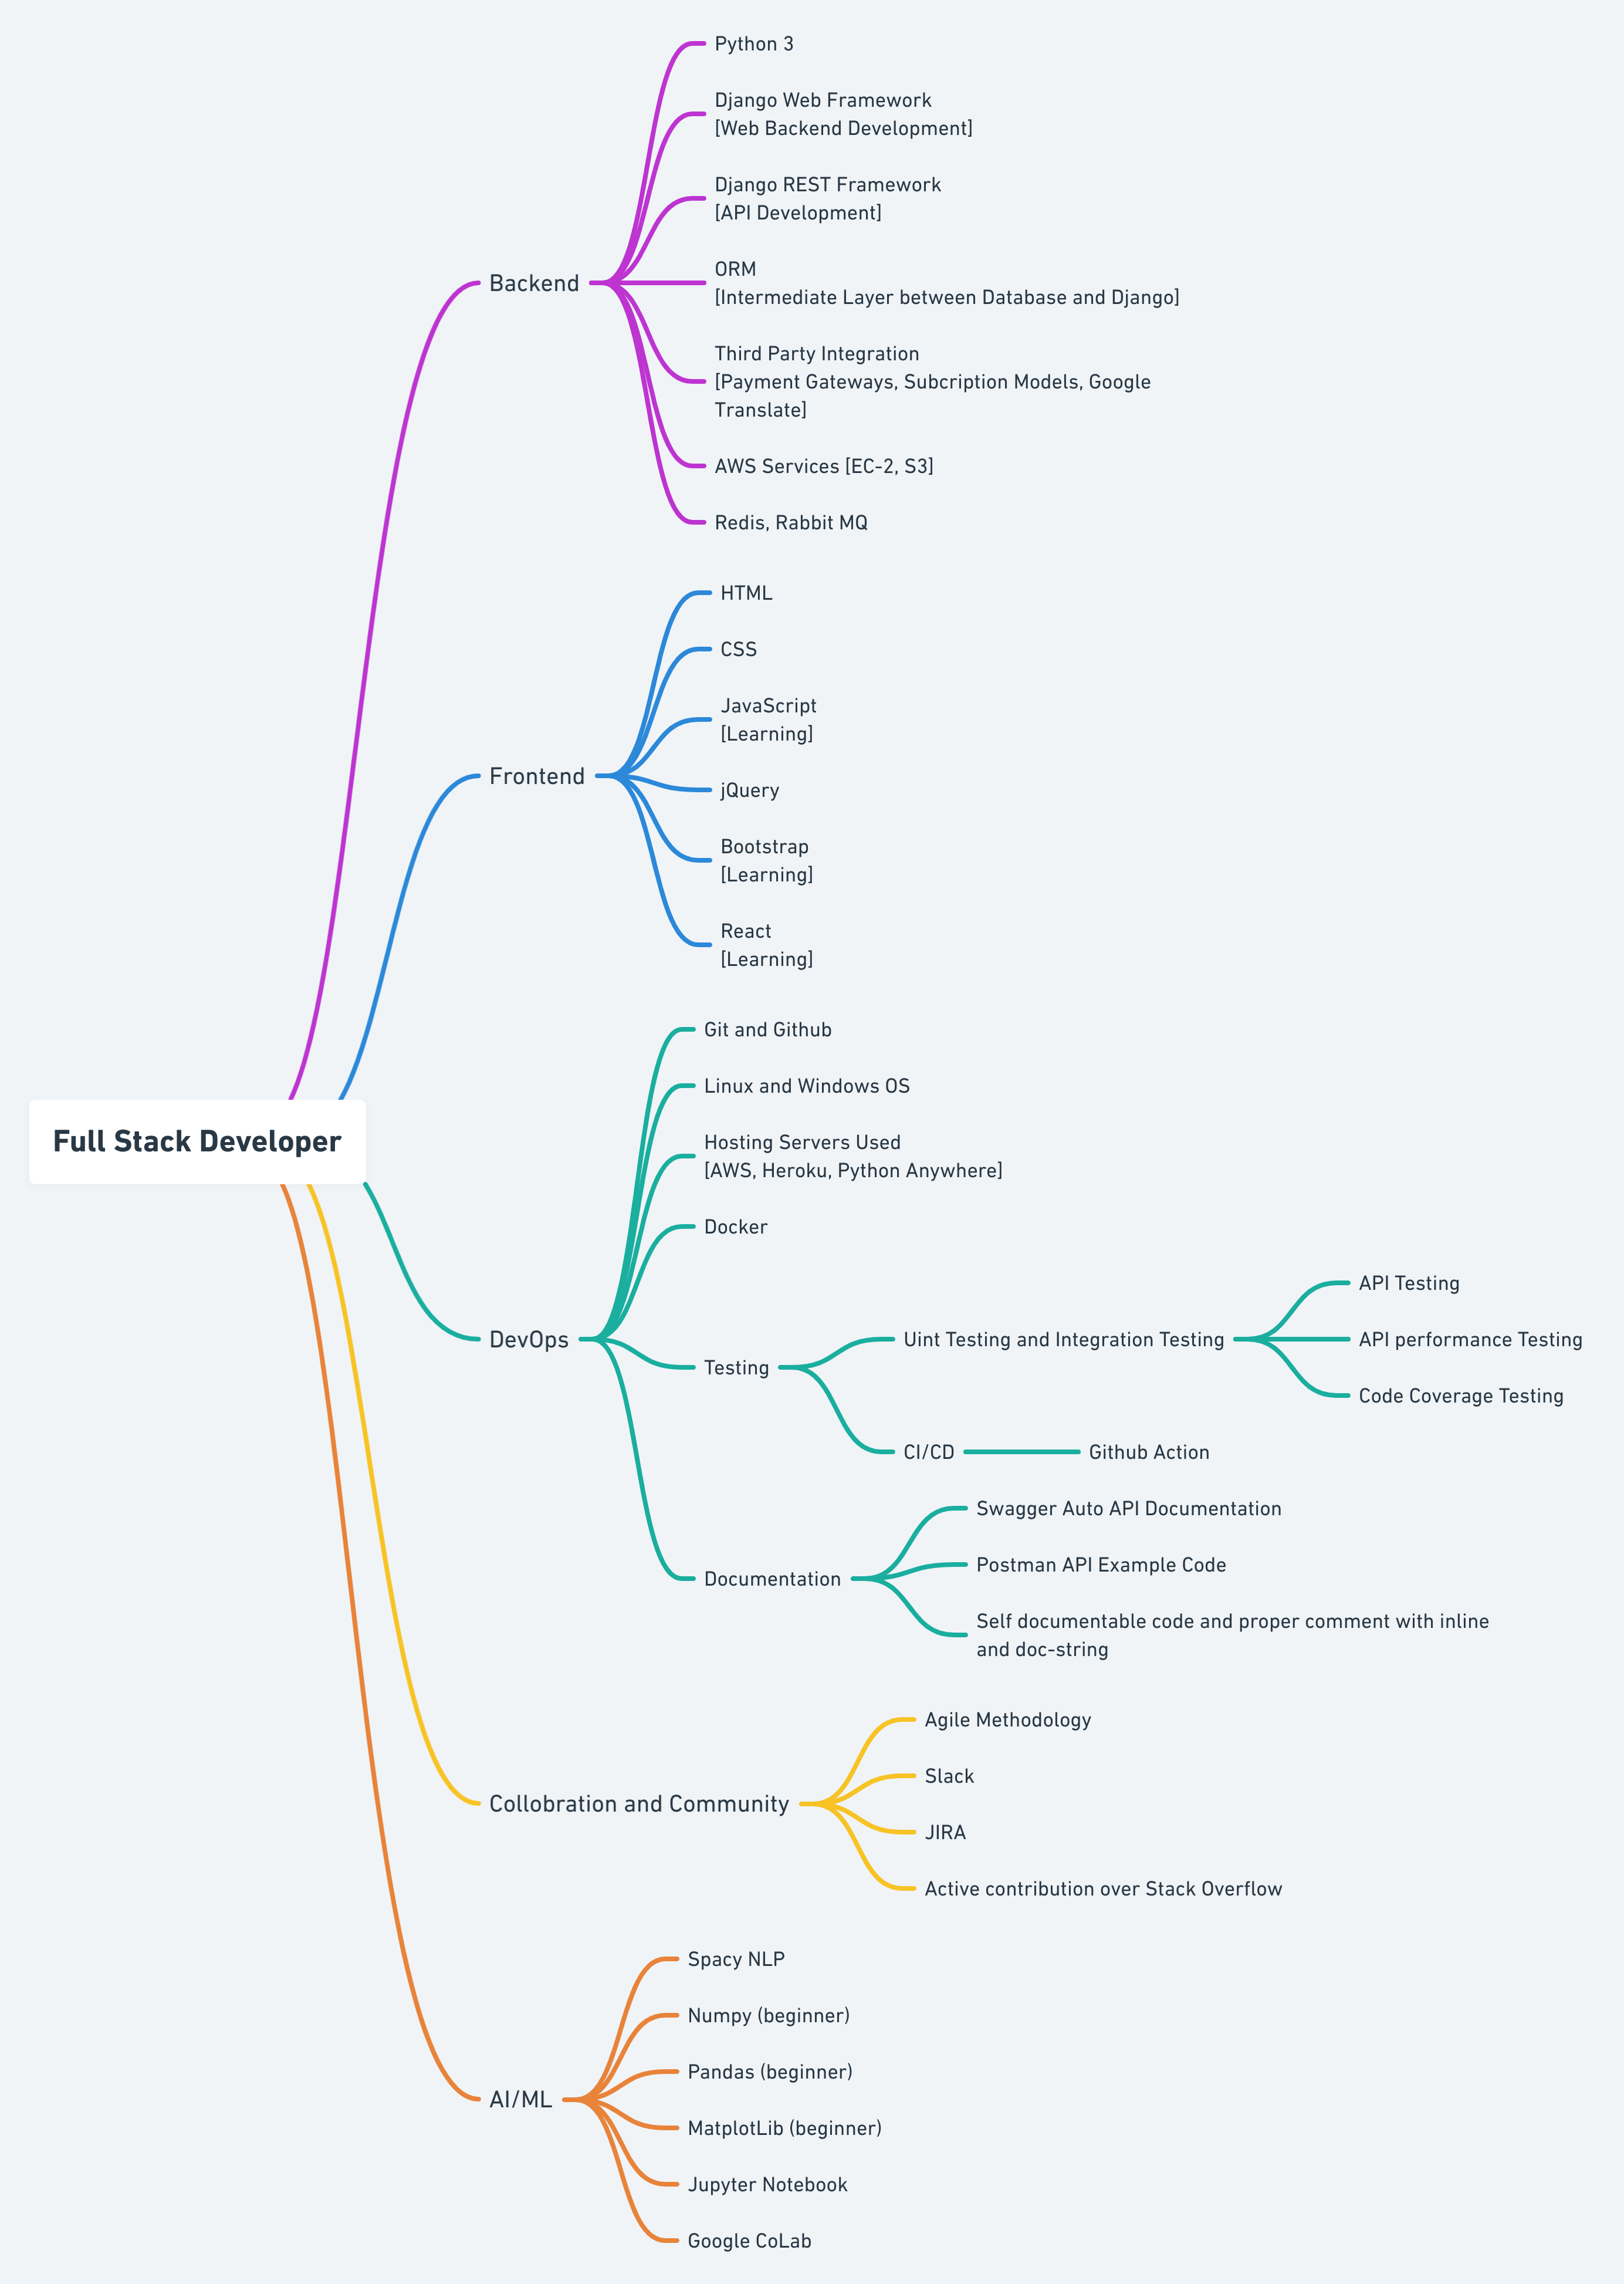 Python 3
Django Web Framework
[Web Backend Development]
Django REST Framework
[API Development]
Backend
ORM
[Intermediate Layer between Database and Django]
Third Party Integration
[Payment Gateways, Subcription Models, Google
Translate]
AWS Services [EC-2, S3]
Redis, Rabbit MQ
HTML
CSS
JavaScript
[Learning]
Frontend
jQuery
Bootstrap
[Learning]
React
[Learning]
Full Stack Developer
Git and Github
Linux and Windows OS
Hosting Servers Used
[AWS, Heroku, Python Anywhere]
Docker
DevOps
Testing
Uint Testing and Integration Testing
API Testing
API performance Testing
Code Coverage Testing
CI/CD
Github Action
Documentation
Swagger Auto API Documentation
Postman API Example Code
Self documentable code and proper comment with inline
and doc-string
Collobration and Community
Agile Methodology
Slack
JIRA
Active contribution over Stack Overflow
AI/ML
Spacy NLP
Numpy (beginner)
Pandas (beginner)
MatplotLib (beginner)
Jupyter Notebook
Google CoLab